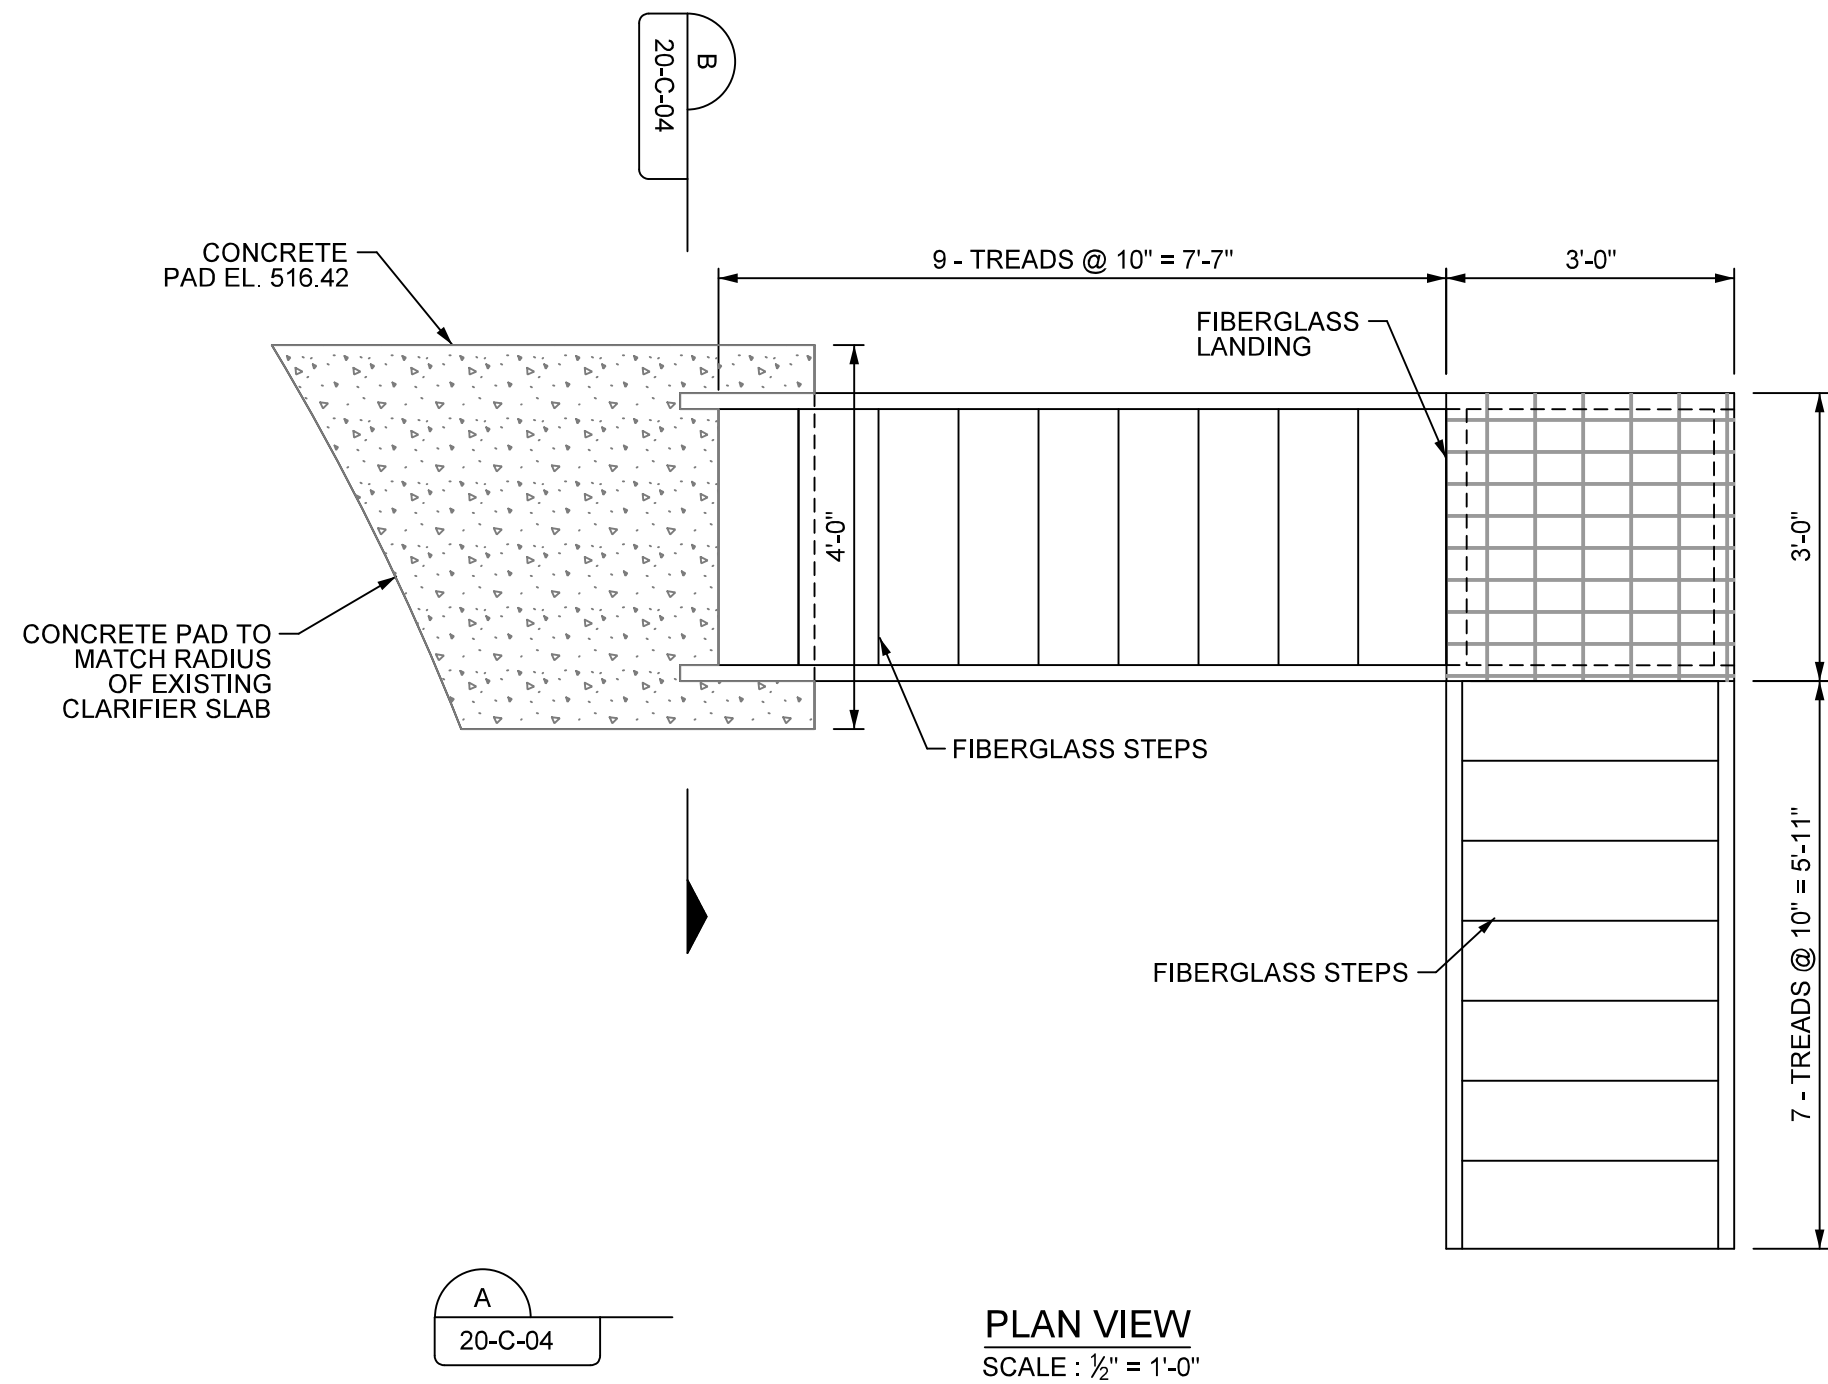 B
20-C-04
CONCRETE
PAD EL. 516.42
9 - TREADS @ 10" = 7'-7"
3'-0"
FIBERGLASS
LANDING
4'-0"
3'-0"
CONCRETE PAD TO
MATCH RADIUS
OF EXISTING
CLARIFIER SLAB
FIBERGLASS STEPS
7 - TREADS @ 10" = 5'-11"
FIBERGLASS STEPS
A
20-C-04
PLAN VIEW
SCALE : ½" = 1'-0"